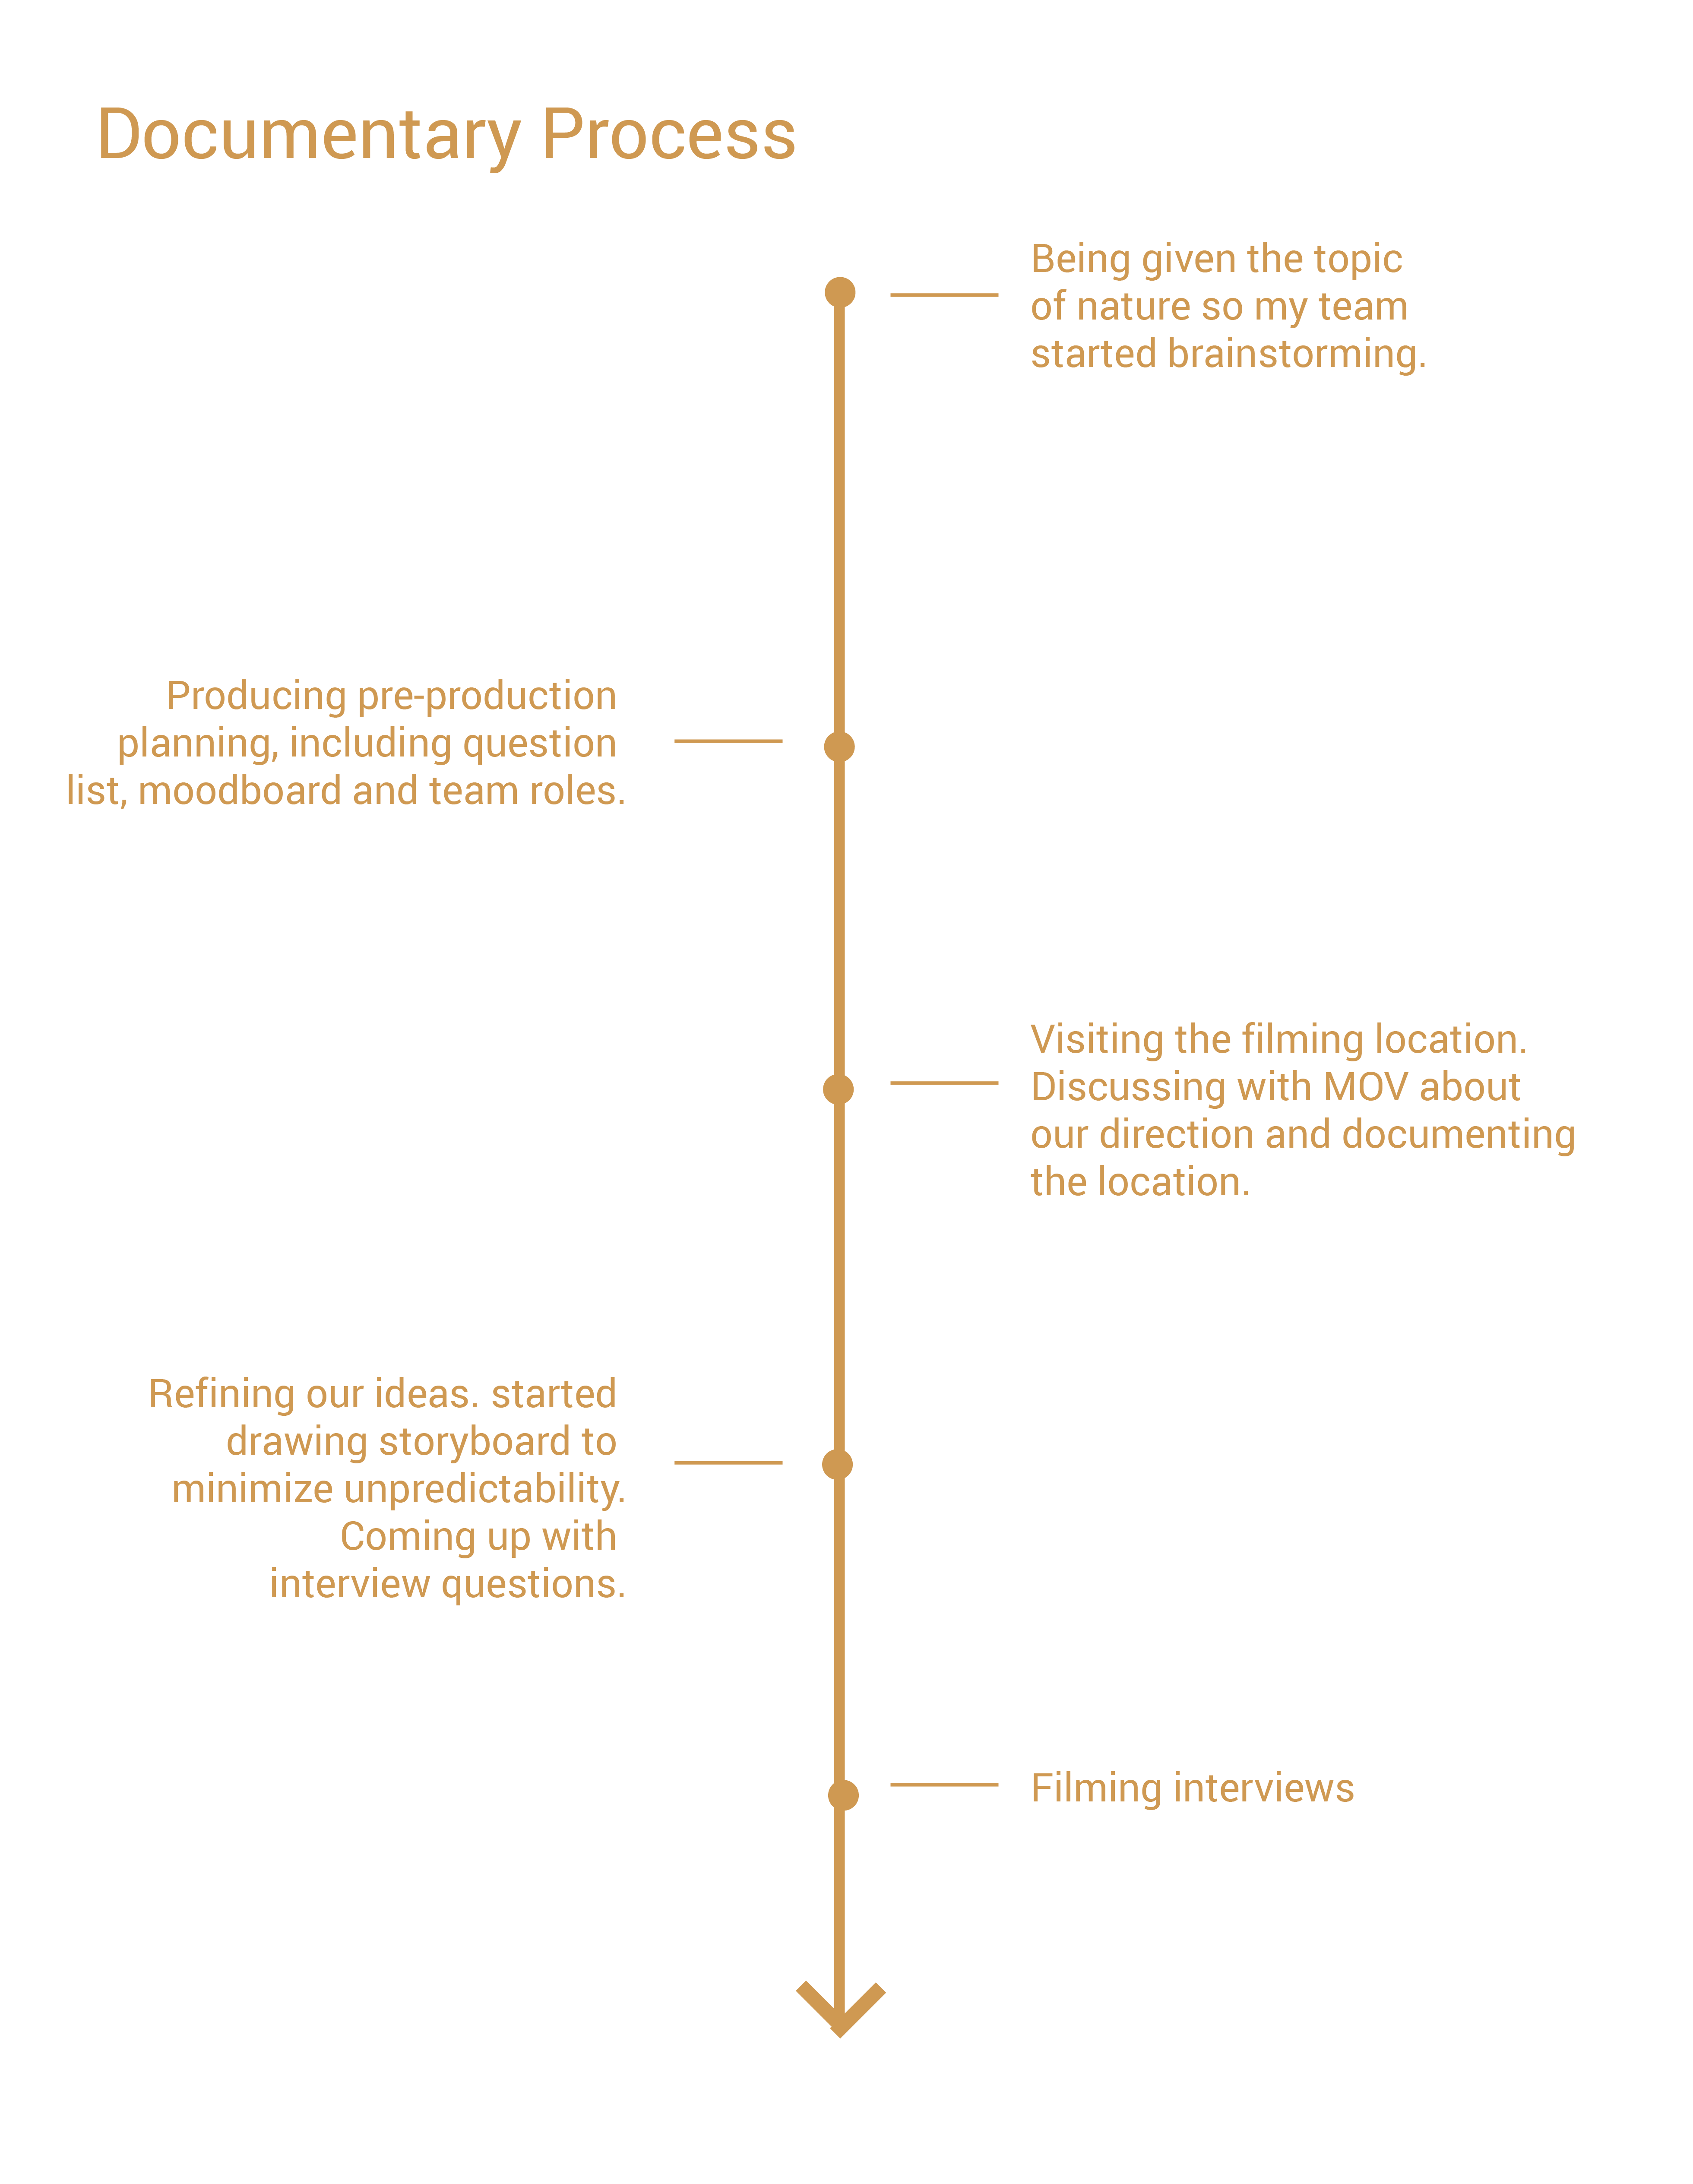 Documentary Process
Being given the topic
of nature so my team
started brainstorming.
Producing pre-production
planning, including question
list, moodboard and team roles.
Visiting the filming location.
Discussing with MOV about
our direction and documenting
the location.
Refining our ideas. started
drawing storyboard to
minimize unpredictability.
Coming up with
interview questions.
Filming interviews